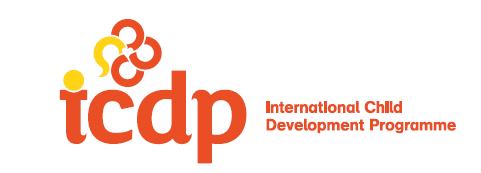 icdp
International Child
Development Programme